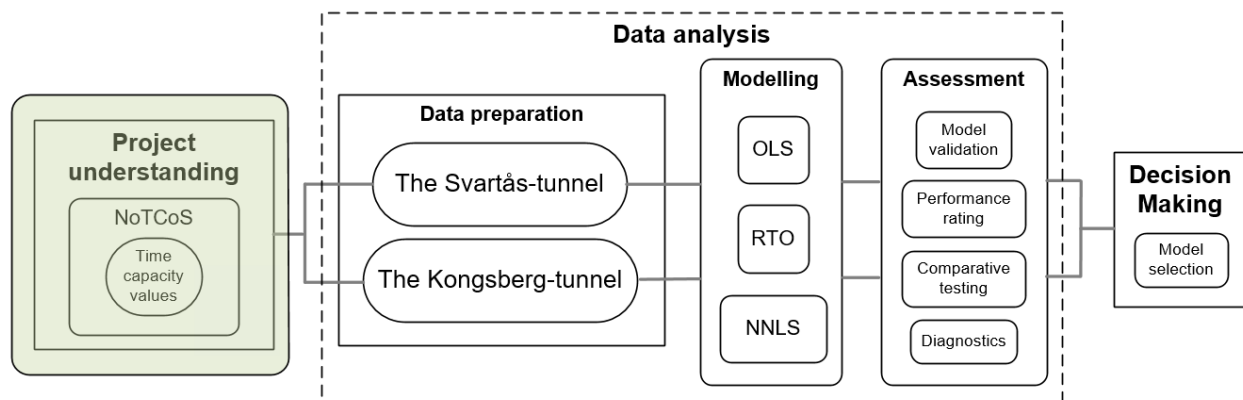 Data analysis
Project
understanding
NoTCoS
Time
capacity
values
Data preparation
The Svartås-tunnel
The Kongsberg-tunnel
Modelling
OLS
RTO
NNLS
Assessment
Model
validation
Performance
rating
Comparative
testing
Diagnostics
Decision
Making
Model
selection